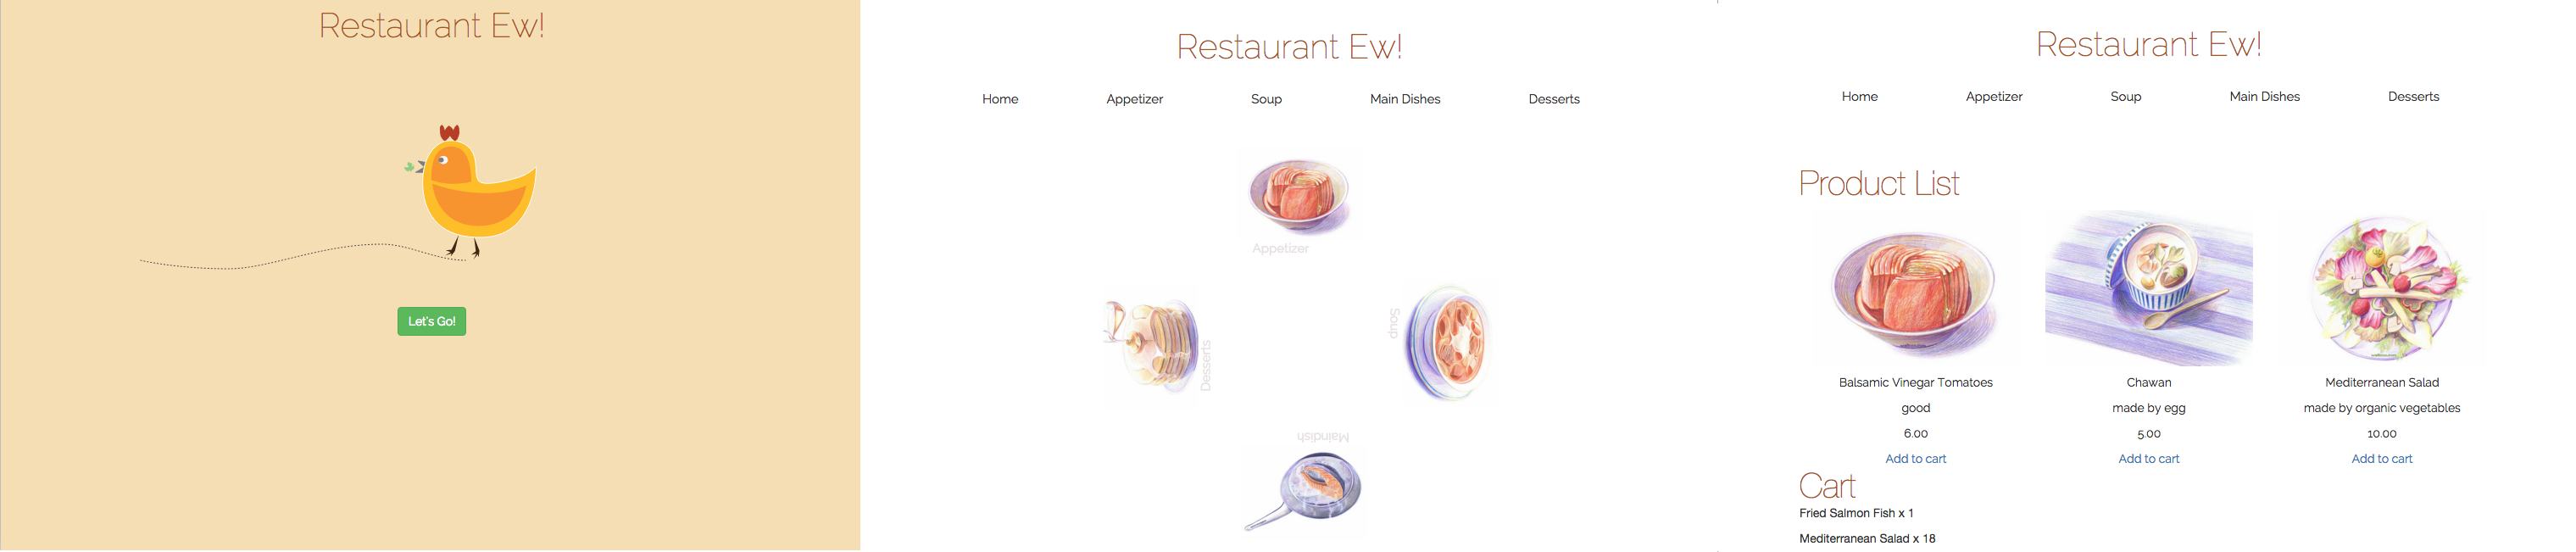 Restaurant Ew!
Let's Go!
Restaurant Ew!
Home Appetizer Soup Main Dishes Desserts
Appetizer
Desserts
Soup
Maindish
Restaurant Ew!
Home Appetizer Soup Main Dishes Desserts
Product List
Balsamic Vinegar Tomatoes Chawan Mediterranean Salad
good made by egg made by organic vegetables
6.00 5.00 10.00
Add to cart Add to cart Add to cart
Cart
Fried Salmon Fish x 1
Mediterranean Salad x 18